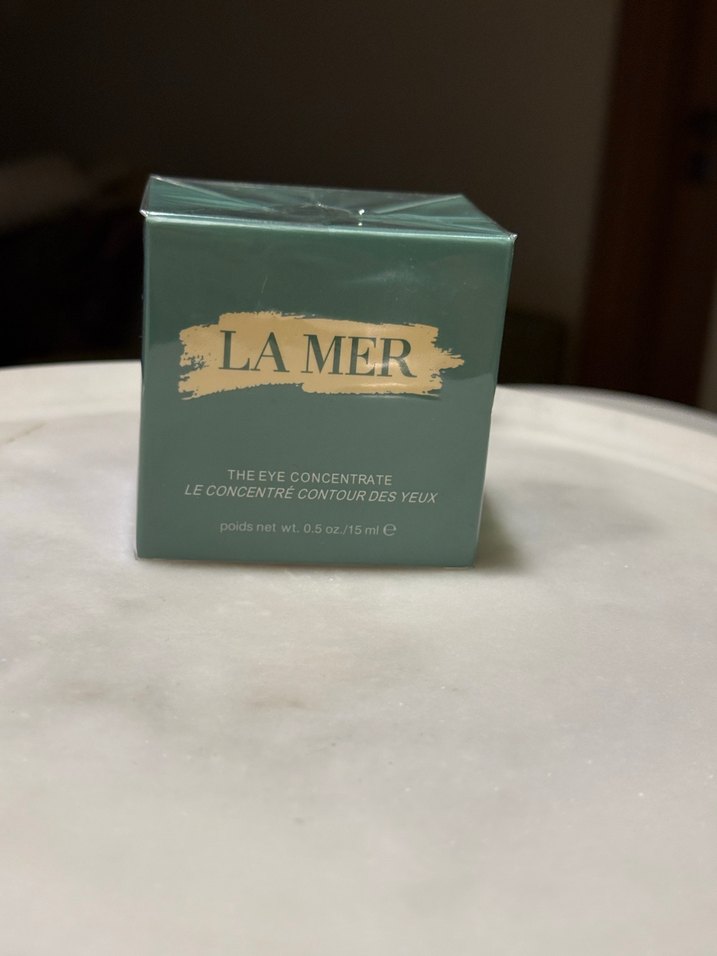 LA MER
THE EYE CONCENTRATE
LE CONCENTRÉ CONTOUR DES YEUX
poids net wt. 0.5 oz./15 ml ℮